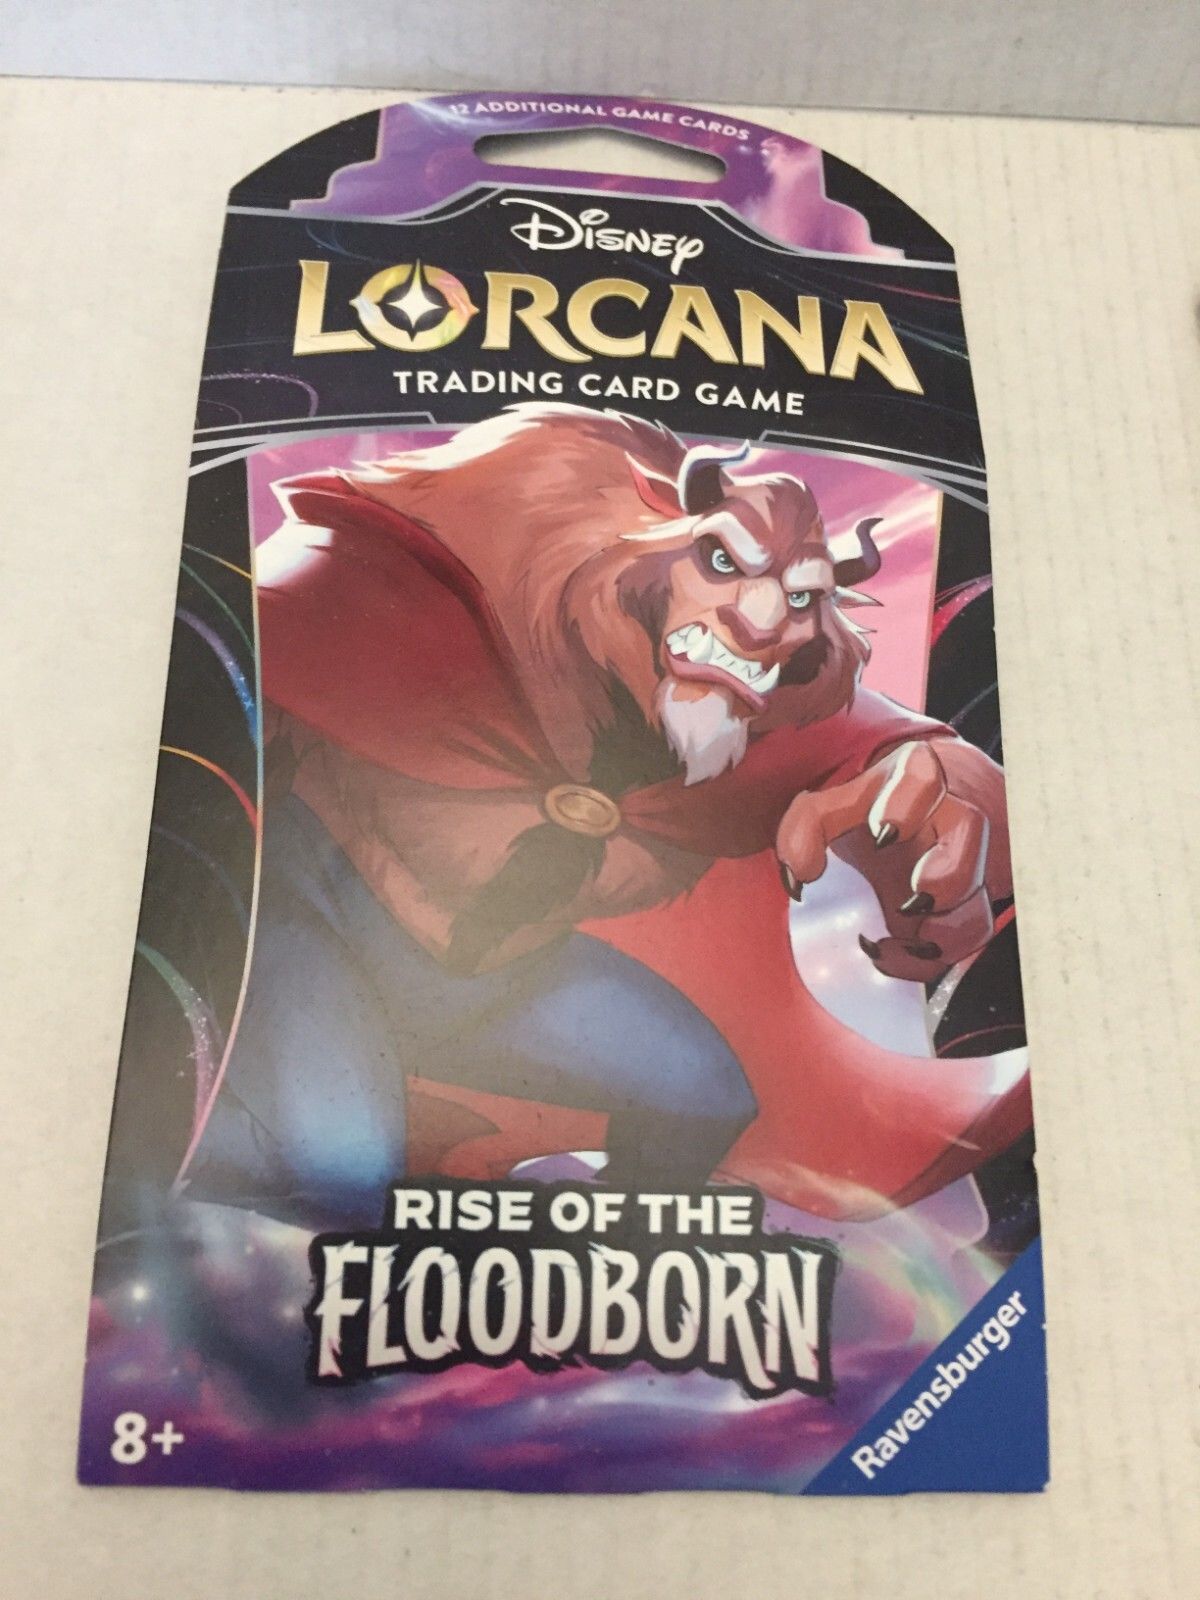 12 ADDITIONAL GAME CARDS
Disney
LORCANA
TRADING CARD GAME
RISE OF THE
FLOODBORN
8+
Ravensburger